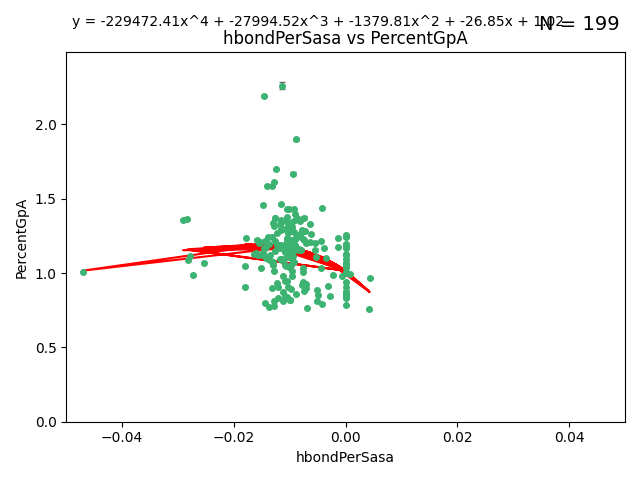 y = -229472.41x^4 + -27994.52x^3 + -1379.81x^2 + -26.85x + 1.02
N = 199
hbondPerSasa vs PercentGpA
PercentGpA
2.0
1.5
1.0
0.5
0.0
−0.04
−0.02
0.00
0.02
0.04
hbondPerSasa